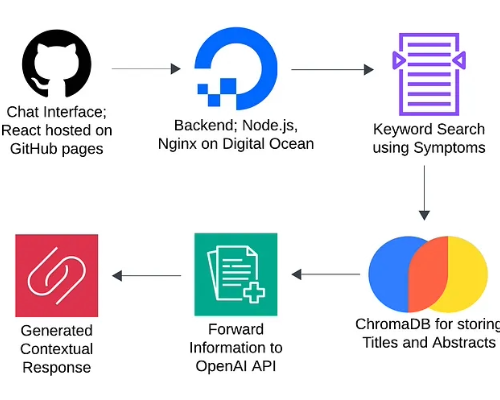 Chat Interface;
React hosted on
GitHub pages
Backend; Node.js,
Nginx on Digital Ocean
Keyword Search
using Symptoms
ChromaDB for storing
Titles and Abstracts
Forward
Information to
OpenAI API
Generated
Contextual
Response